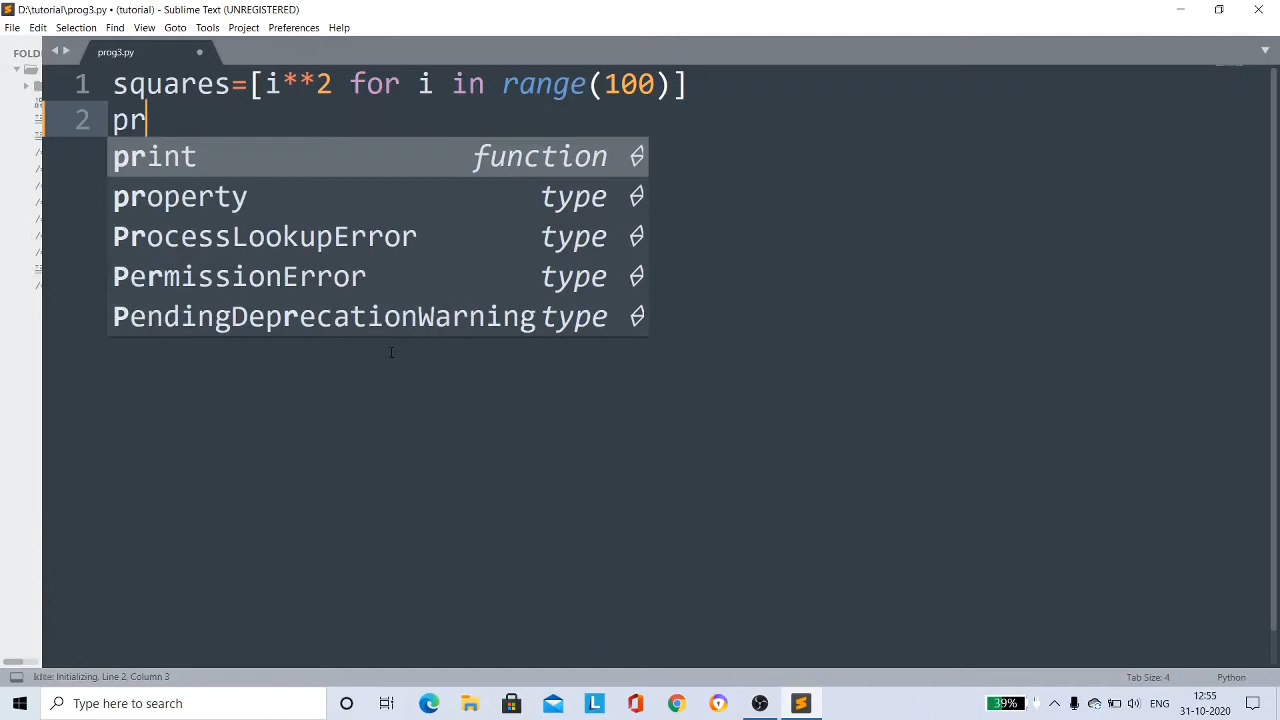 D:\tutorial\prog3.py • (tutorial) - Sublime Text (UNREGISTERED)
File Edit Selection Find View Goto Tools Project Preferences Help
FOLD
prog3.py
1 squares=[i**2 for i in range(100)]
2 pr
print function
property type
ProcessLookupError type
PermissionError type
PendingDeprecationWarning type
kite: Initializing, Line 2, Column 3
Tab Size: 4
Python
Type here to search
39%
ENG
12:55
31-10-2020